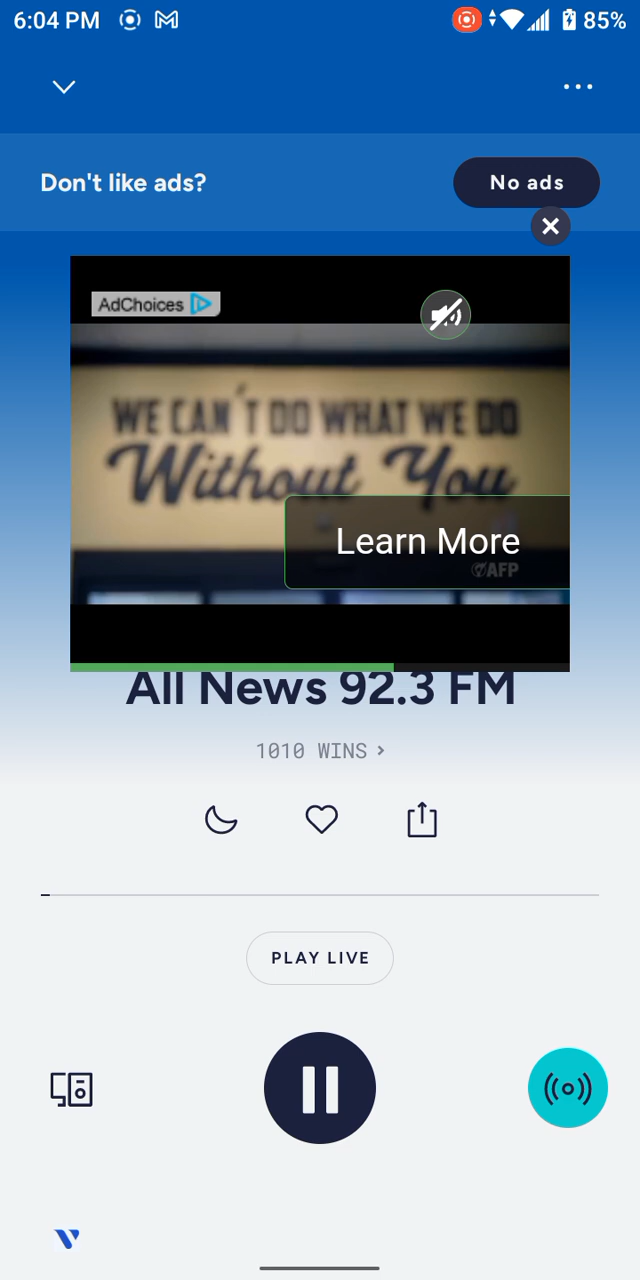 6:04 PM
85%
Don't like ads?
No ads
AdChoices
WE CAN'T DO WHAT WE DO
Without You
Learn More
AFP
All News 92.3 FM
1010 WINS >
PLAY LIVE